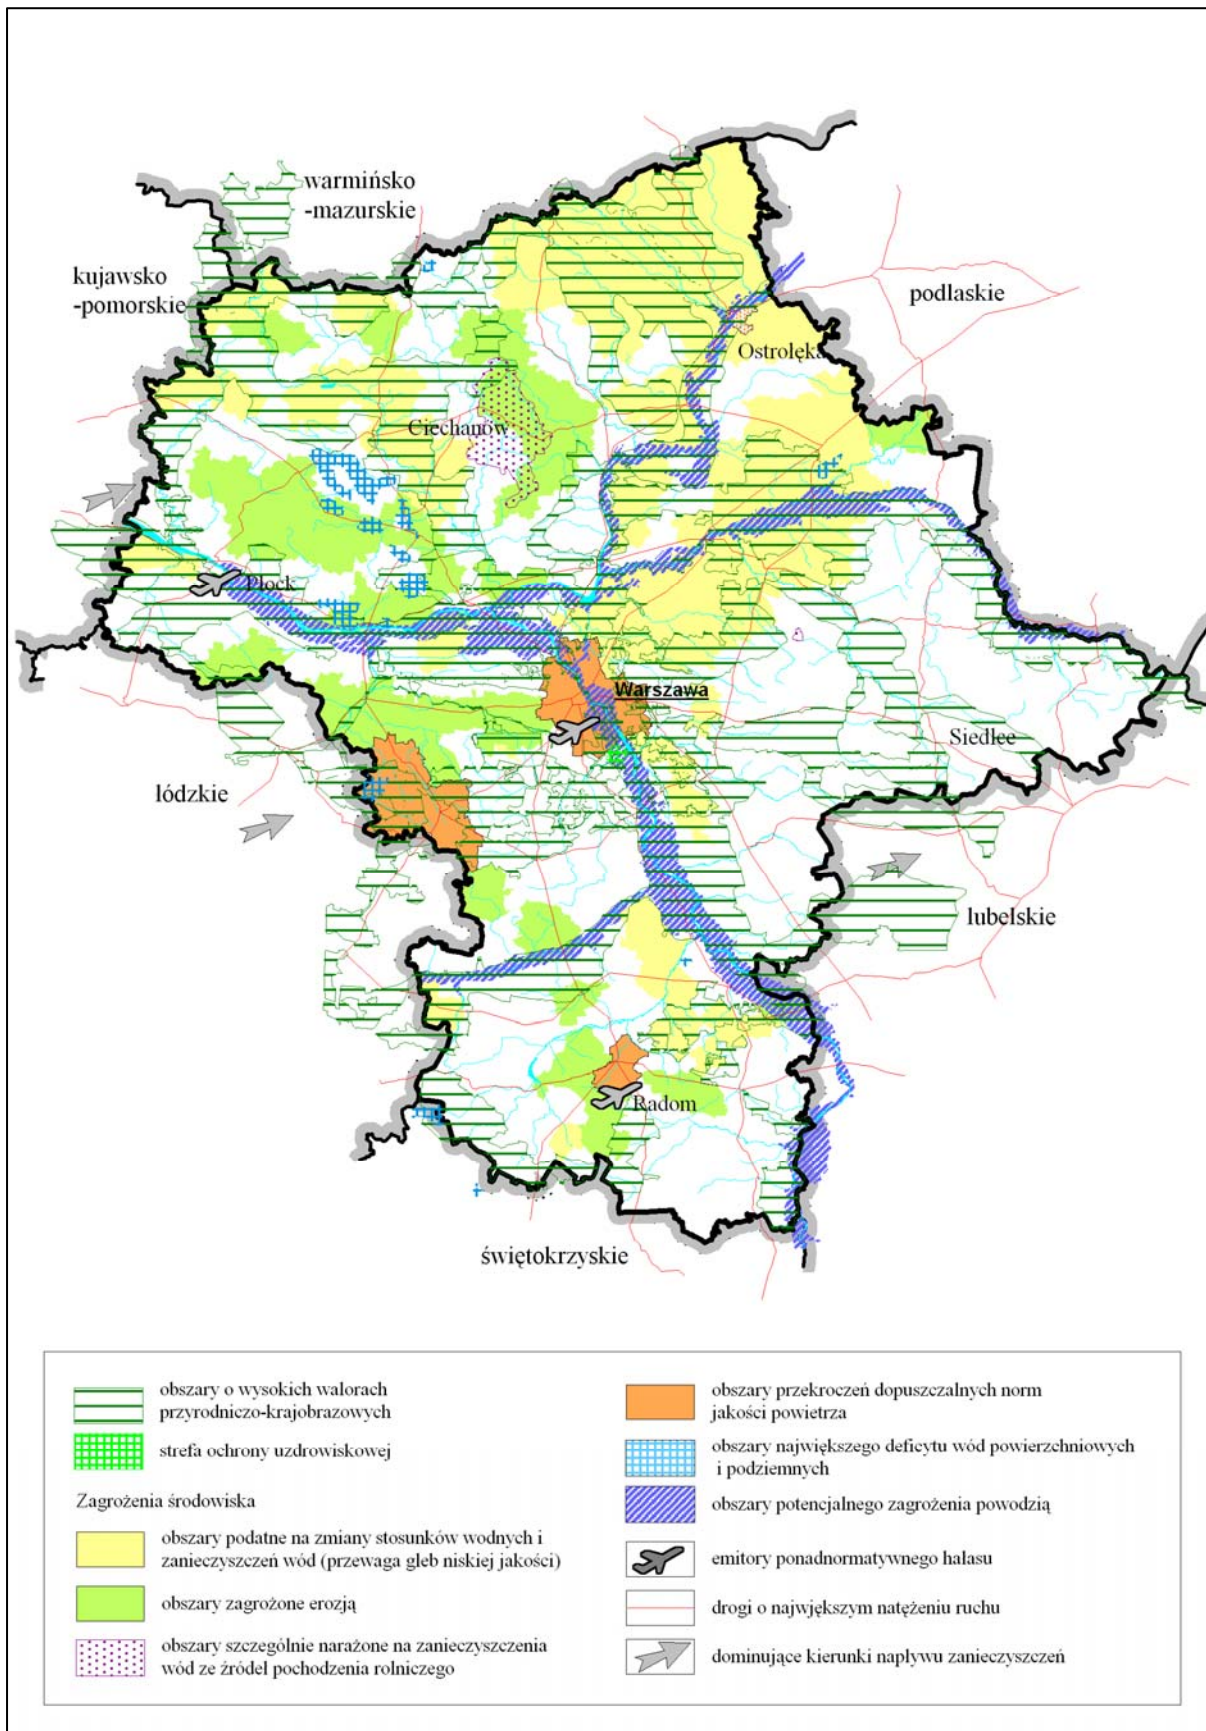 warmińsko
-mazurskie
kujawsko
-pomorskie
podlaskie
Ostrolęka
Ciechanów
Płock
Warszawa
Siedlce
łódzkie
lubelskie
Radom
świętokrzyskie
obszary o wysokich walorach
przyrodniczo-krajobrazowych
strefa ochrony uzdrowiskowej
Zagrożenia środowiska
obszary podatne na zmiany stosunków wodnych i
zanieczyszczeń wód (przewaga gleb niskiej jakości)
obszary zagrożone erozją
obszary szczególnie narażone na zanieczyszczenia
wód ze źródeł pochodzenia rolniczego
obszary przekroczeń dopuszczalnych norm
jakości powietrza
obszary największego deficytu wód powierzchniowych
i podziemnych
obszary potencjalnego zagrożenia powodzią
emitory ponadnormatywnego hałasu
drogi o największym natężeniu ruchu
dominujące kierunki napływu zanieczyszczeń